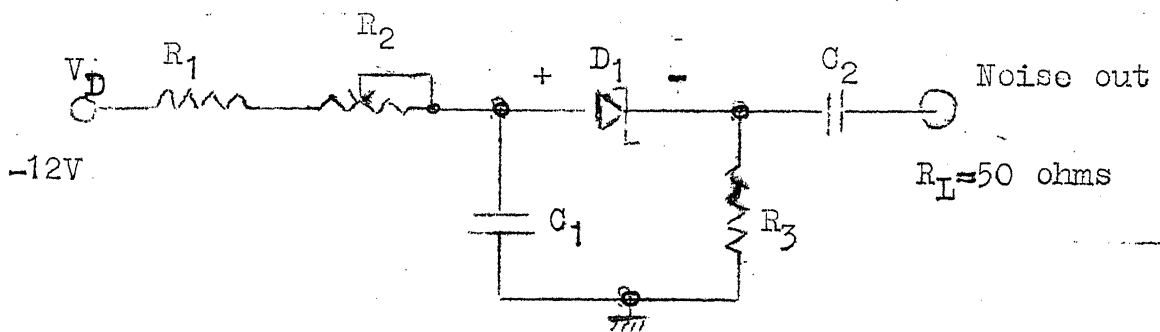 R2
VD R1 + D1 - C2 Noise out
-12V RL=50 ohms
C1 R3